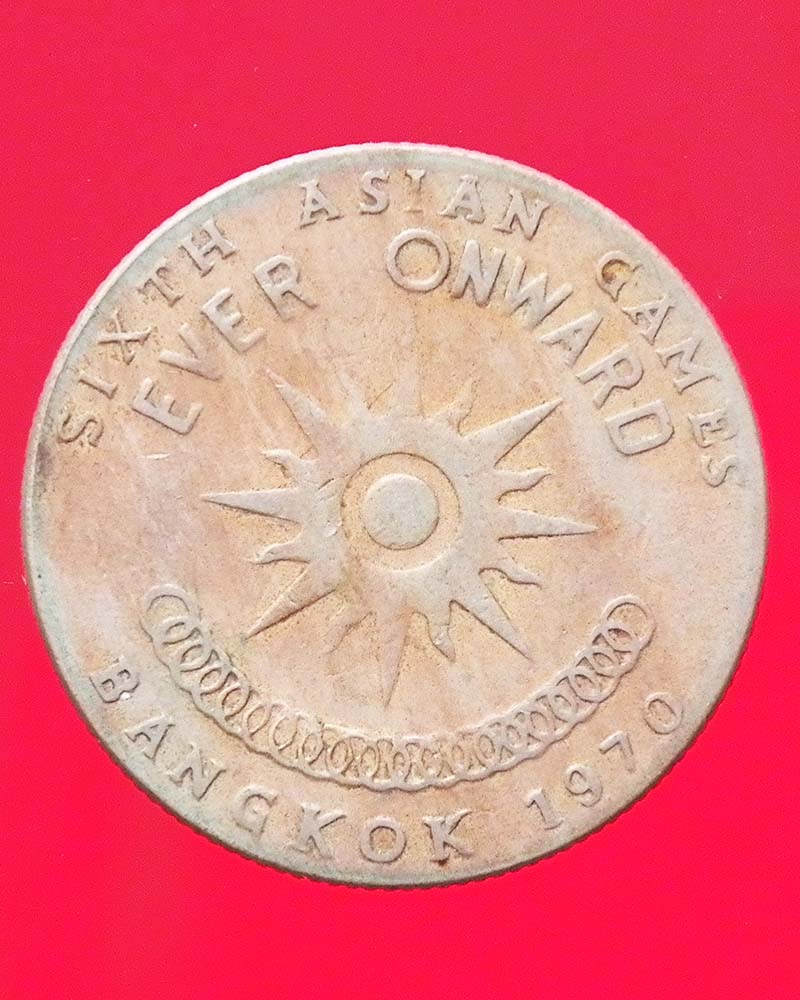 SIXTH ASIAN GAMES
EVER ONWARD
BANGKOK 1970